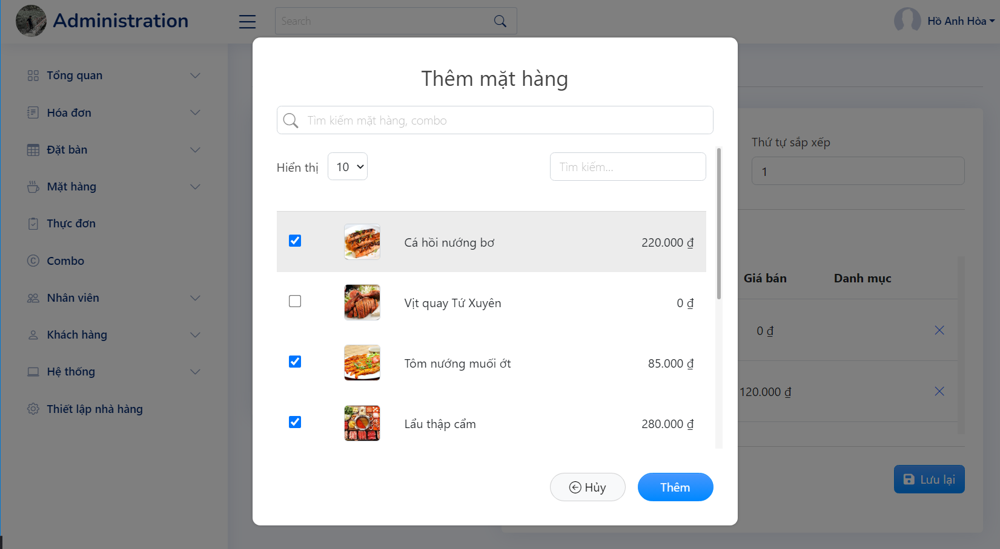 Administration
Search
Hồ Anh Hòa
Tổng quan
Hóa đơn
Đặt bàn
Mặt hàng
Thực đơn
Combo
Nhân viên
Khách hàng
Hệ thống
Thiết lập nhà hàng
Thêm mặt hàng
Tìm kiếm mặt hàng, combo
Hiển thị 10
Tìm kiếm...
Cá hồi nướng bơ 220.000 ₫
Vịt quay Tứ Xuyên 0 ₫
Tôm nướng muối ớt 85.000 ₫
Lẩu thập cẩm 280.000 ₫
Hủy
Thêm
Thứ tự sắp xếp
1
Giá bán Danh mục
0 ₫
120.000 ₫
Lưu lại